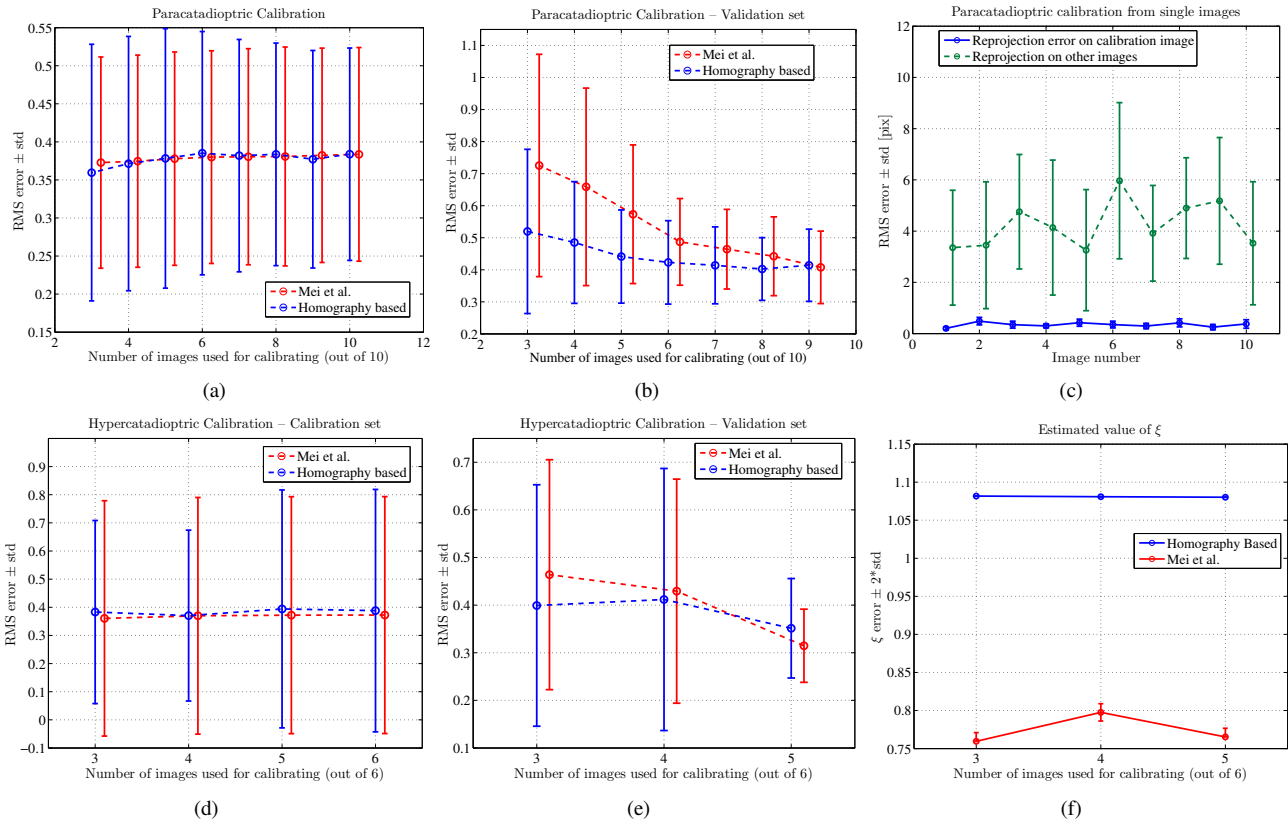 Paracatadioptric Calibration
0.55
0.5
0.45
0.4
0.35
0.3
0.25
0.2
0.15
RMS error ± std
2
4
6
8
10
12
Number of images used for calibrating (out of 10)
Mei et al.
Homography based
(a)
Paracatadioptric Calibration – Validation set
1.1
1
0.9
0.8
0.7
0.6
0.5
0.4
0.3
0.2
RMS error ± std
2
3
4
5
6
7
8
9
10
Number of images used for calibrating (out of 10)
Mei et al.
Homography based
(b)
Paracatadioptric calibration from single images
12
10
8
6
4
2
0
RMS error ± std [pix]
0
2
4
6
8
10
Image number
Reprojection error on calibration image
Reprojection on other images
(c)
Hypercatadioptric Calibration – Calibration set
0.9
0.8
0.7
0.6
0.5
0.4
0.3
0.2
0.1
0
−0.1
RMS error ± std
3
4
5
6
Number of images used for calibrating (out of 6)
Mei et al.
Homography based
(d)
Hypercatadioptric Calibration – Validation set
0.7
0.6
0.5
0.4
0.3
0.2
0.1
RMS error ± std
3
4
5
Number of images used for calibrating (out of 6)
Mei et al.
Homography based
(e)
Estimated value of ξ
1.15
1.1
1.05
1
0.95
0.9
0.85
0.8
0.75
ξ error ± 2*std
3
4
5
Number of images used for calibrating (out of 6)
Homography Based
Mei et al.
(f)